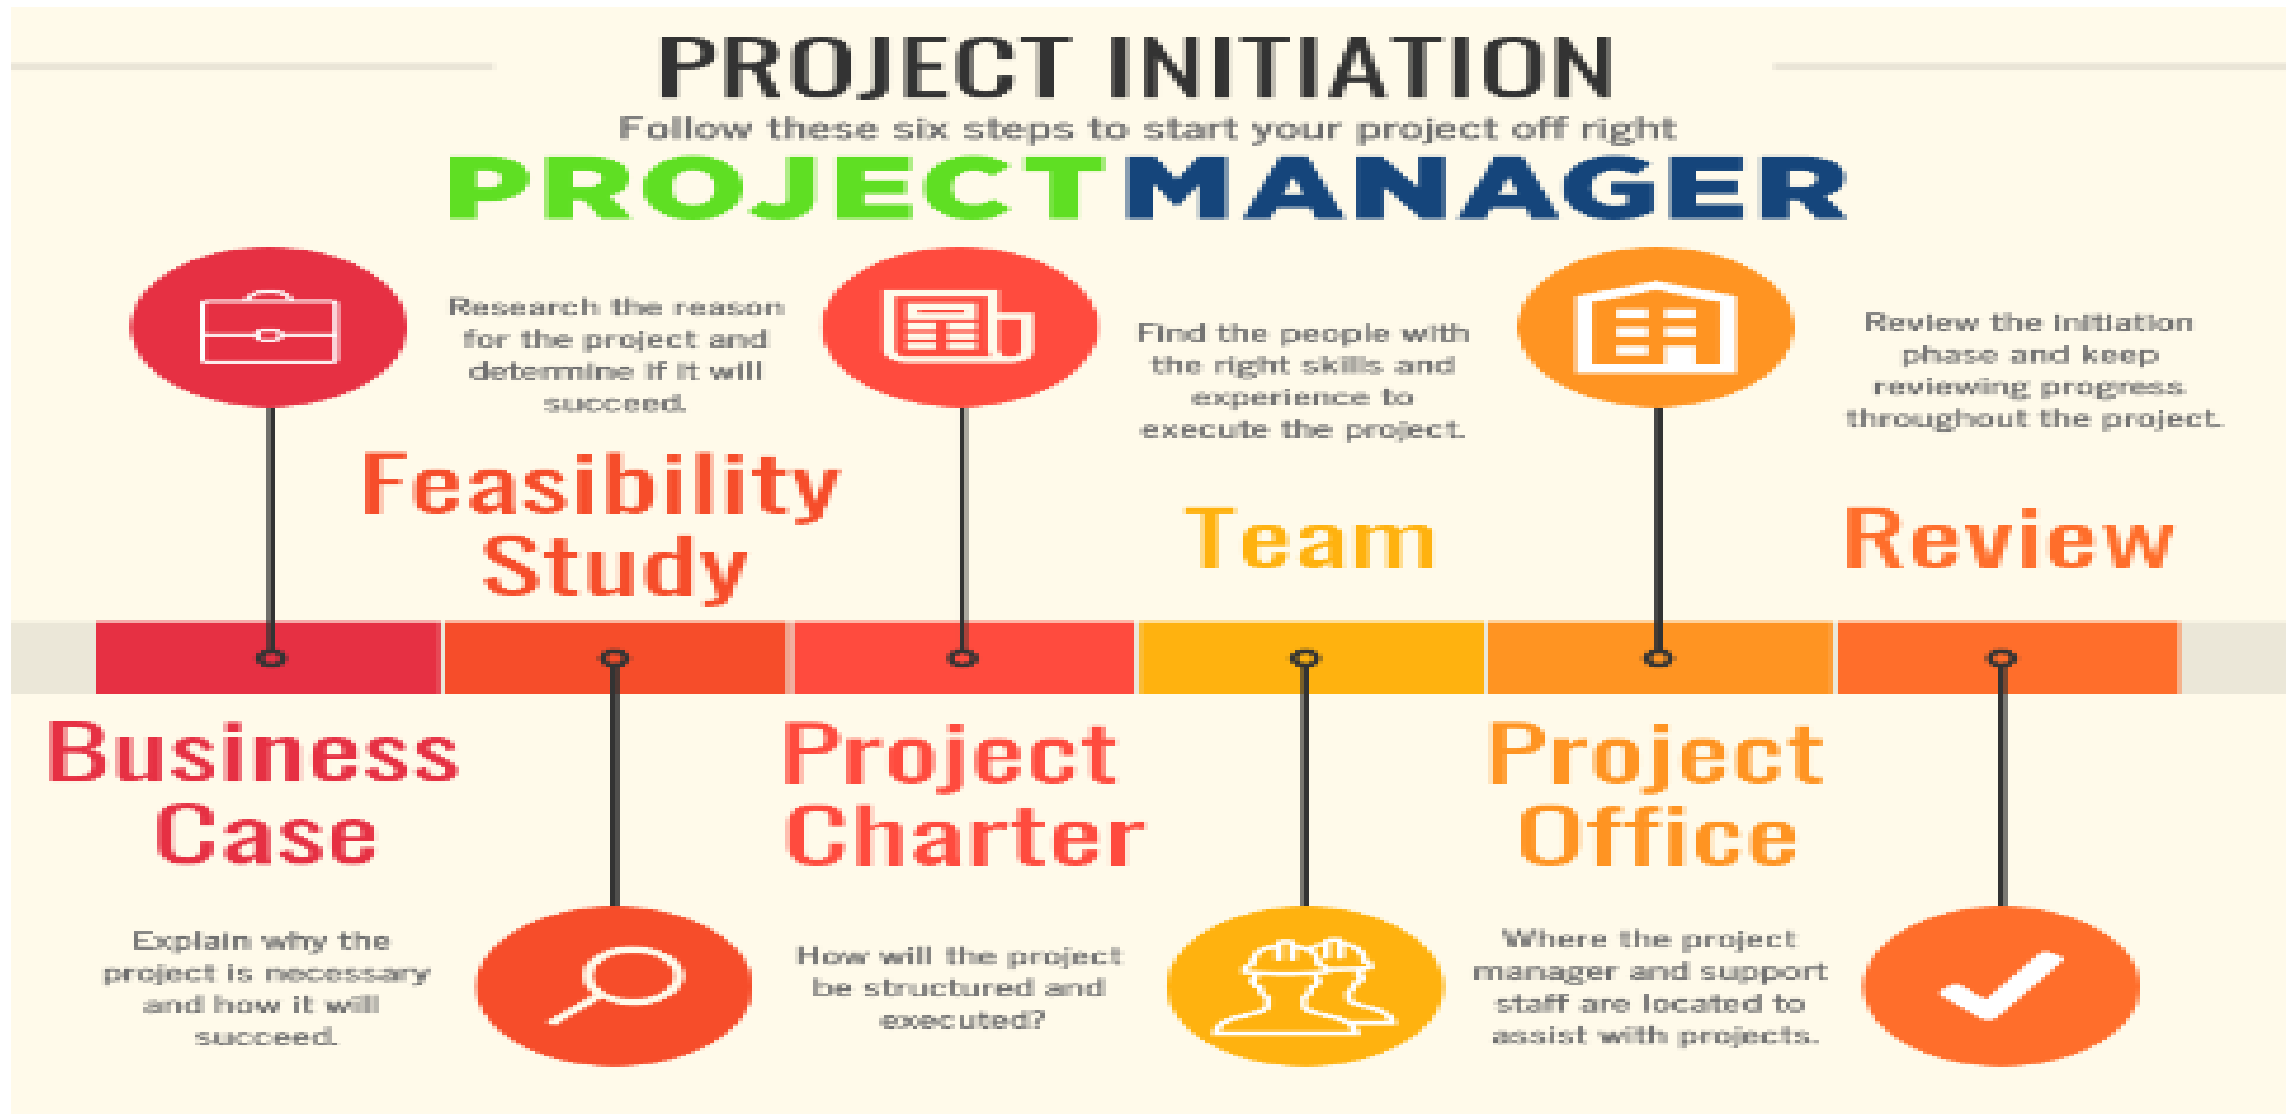 PROJECT INITIATION
Follow these six steps to start your project off right
PROJECTMANAGER
Business
Case
Explain why the
project is necessary
and how it will
succeed.
Research the reason
for the project and
determine if it will
succeed.
Feasibility
Study
Project
Charter
How will the project
be structured and
executed?
Find the people with
the right skills and
experience to
execute the project.
Team
Project
Office
Where the project
manager and support
staff are located to
assist with projects.
Review the initiation
phase and keep
reviewing progress
throughout the project.
Review